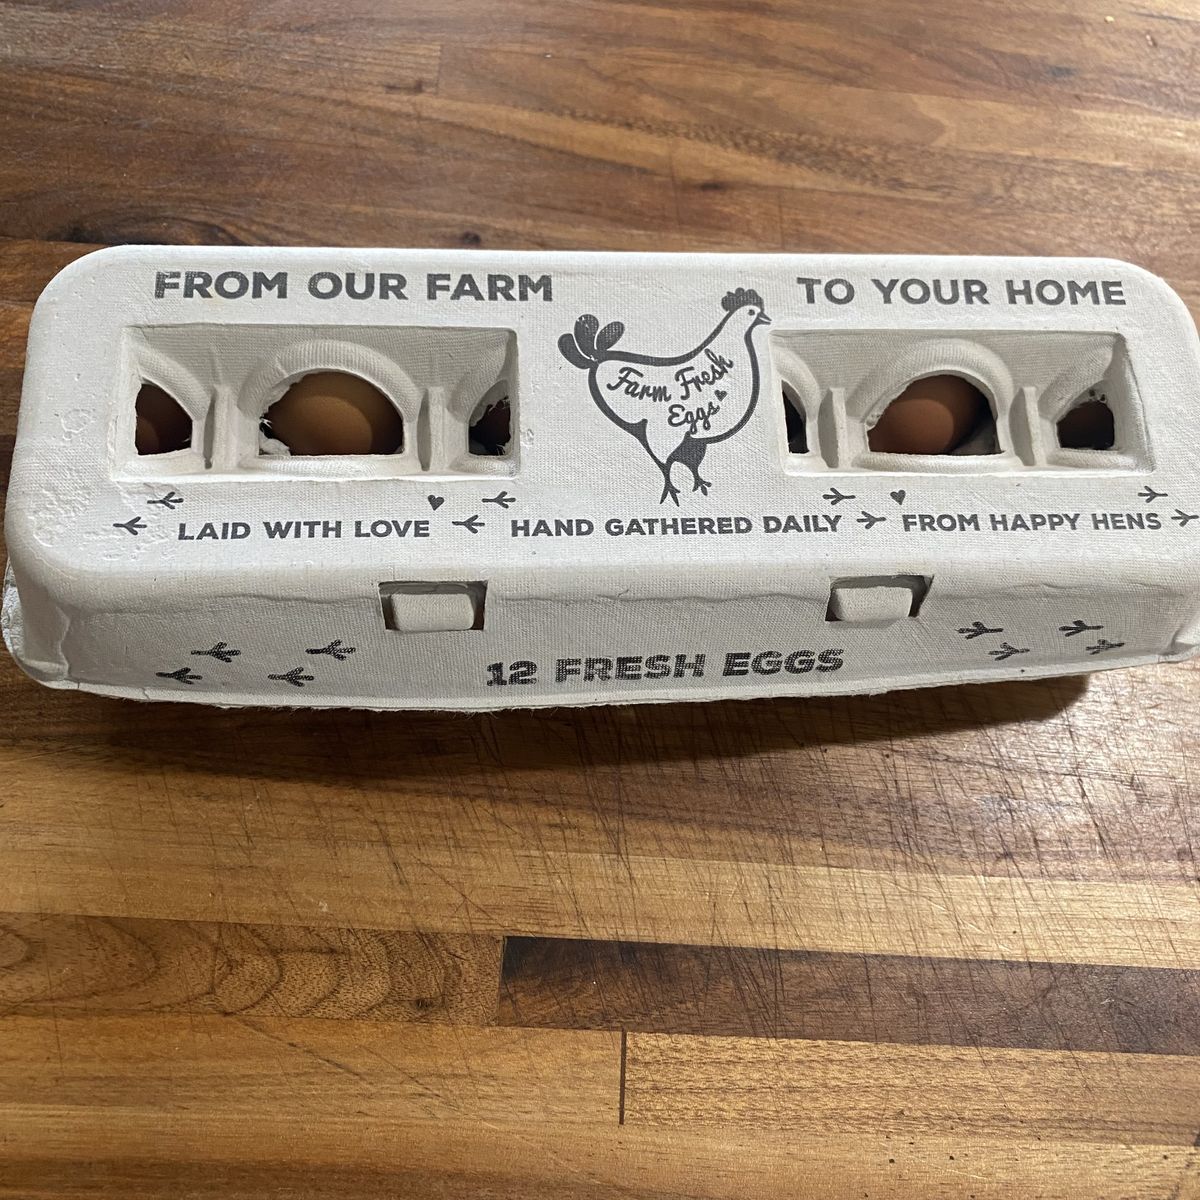 FROM OUR FARM
TO YOUR HOME
Farm Fresh
Eggs
LAID WITH LOVE
HAND GATHERED DAILY
FROM HAPPY HENS
12 FRESH EGGS